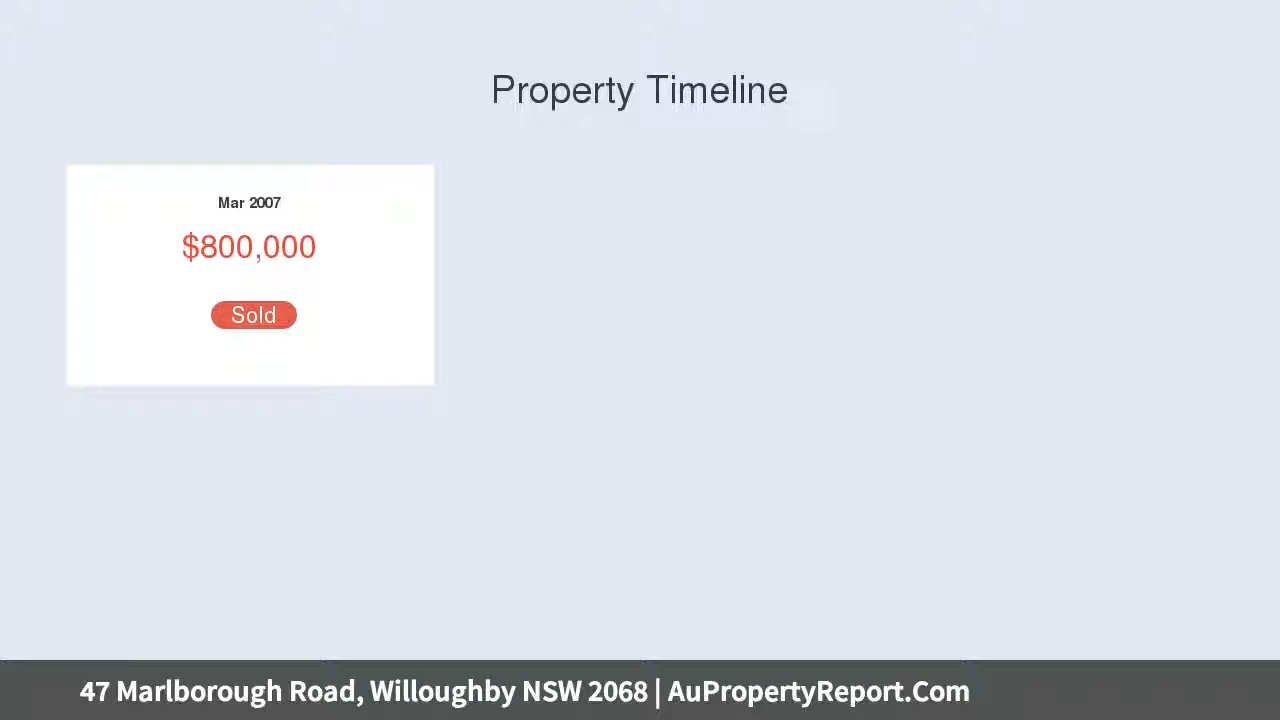 Property Timeline
Mar 2007
$800,000
Sold
47 Marlborough Road, Willoughby NSW 2068 | AuPropertyReport.Com